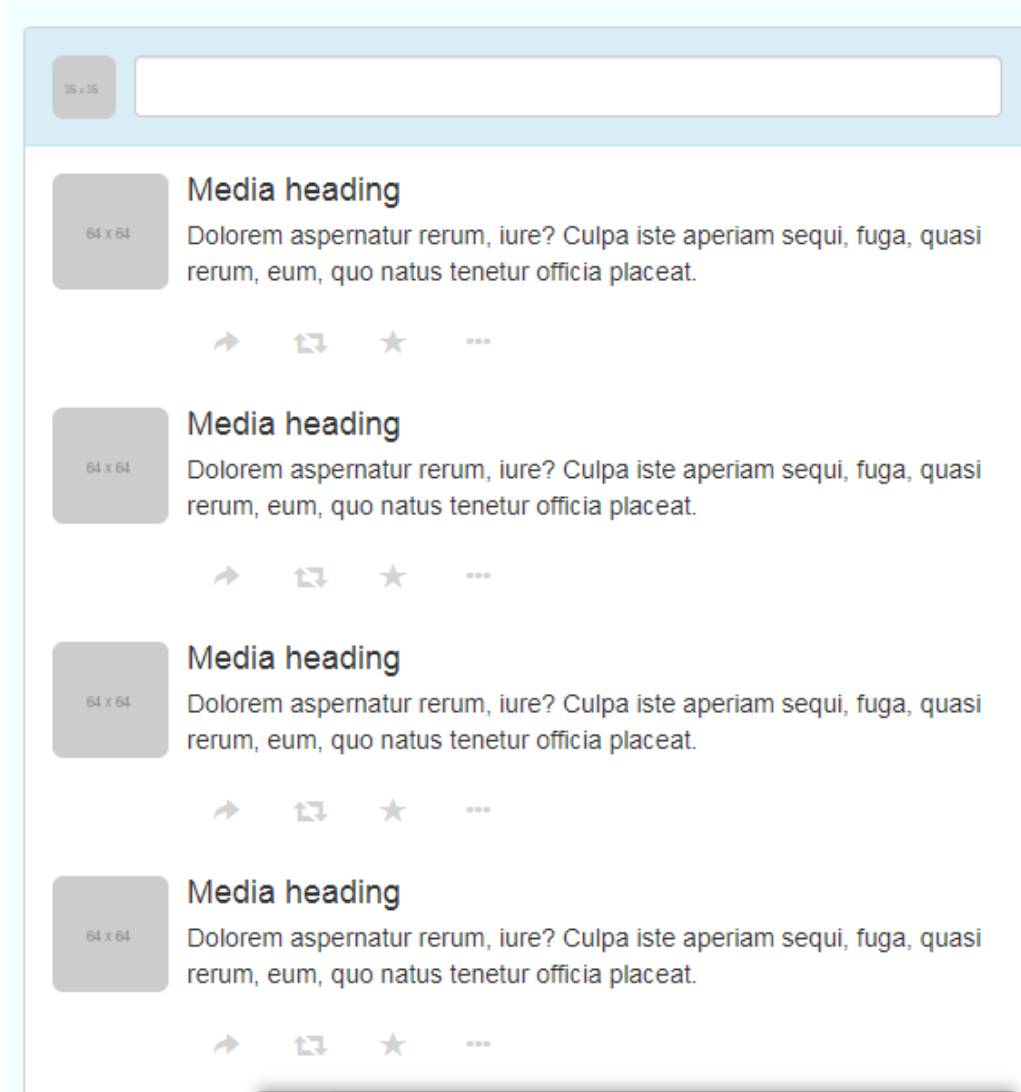 35 x 35
Media heading
64 x 64
Dolorem aspernatur rerum, iure? Culpa iste aperiam sequi, fuga, quasi
rerum, eum, quo natus tenetur officia placeat.
Media heading
64 x 64
Dolorem aspernatur rerum, iure? Culpa iste aperiam sequi, fuga, quasi
rerum, eum, quo natus tenetur officia placeat.
Media heading
64 x 64
Dolorem aspernatur rerum, iure? Culpa iste aperiam sequi, fuga, quasi
rerum, eum, quo natus tenetur officia placeat.
Media heading
64 x 64
Dolorem aspernatur rerum, iure? Culpa iste aperiam sequi, fuga, quasi
rerum, eum, quo natus tenetur officia placeat.